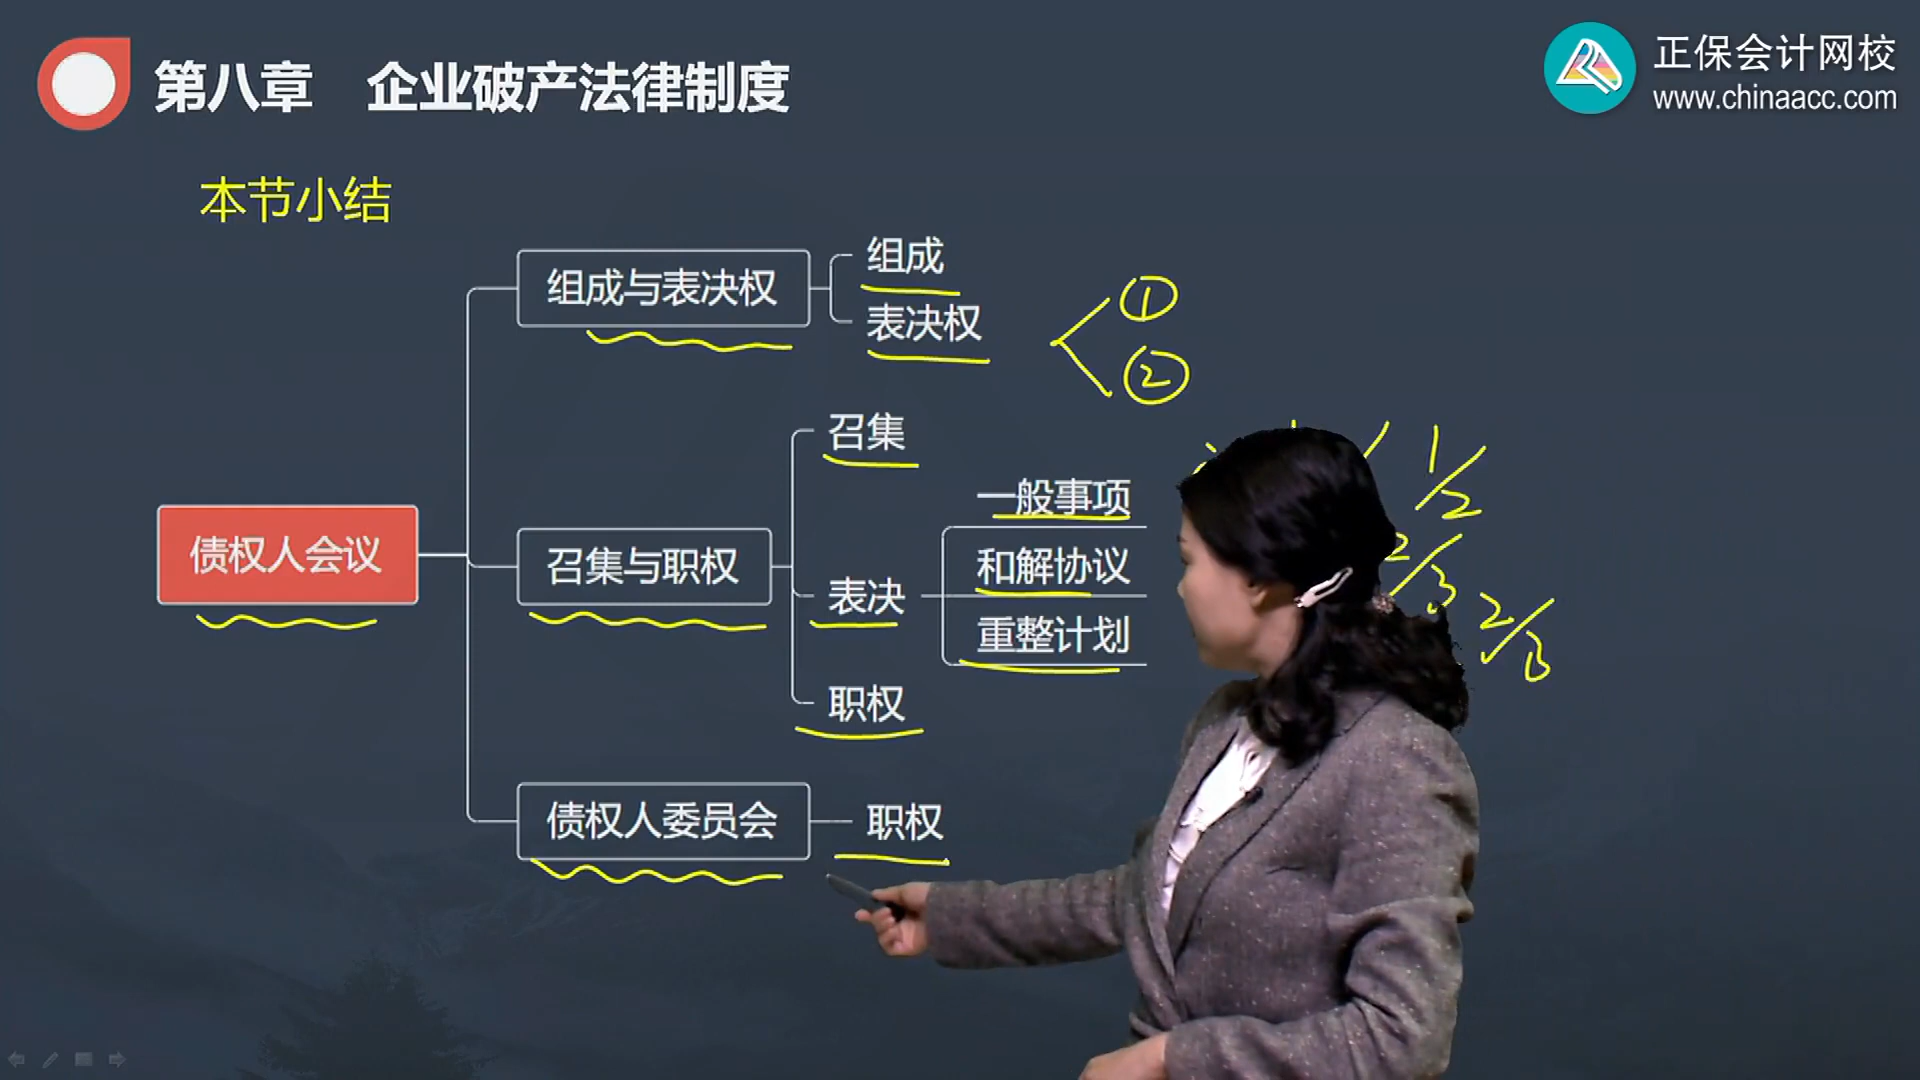 第八章 企业破产法律制度
正保会计网校
www.chinaacc.com
本节小结
组成与表决权
组成
表决权
①
②
召集
一般事项
1/2
债权人会议
召集与职权
表决
和解协议
2/3
重整计划
2/3
职权
债权人委员会
职权